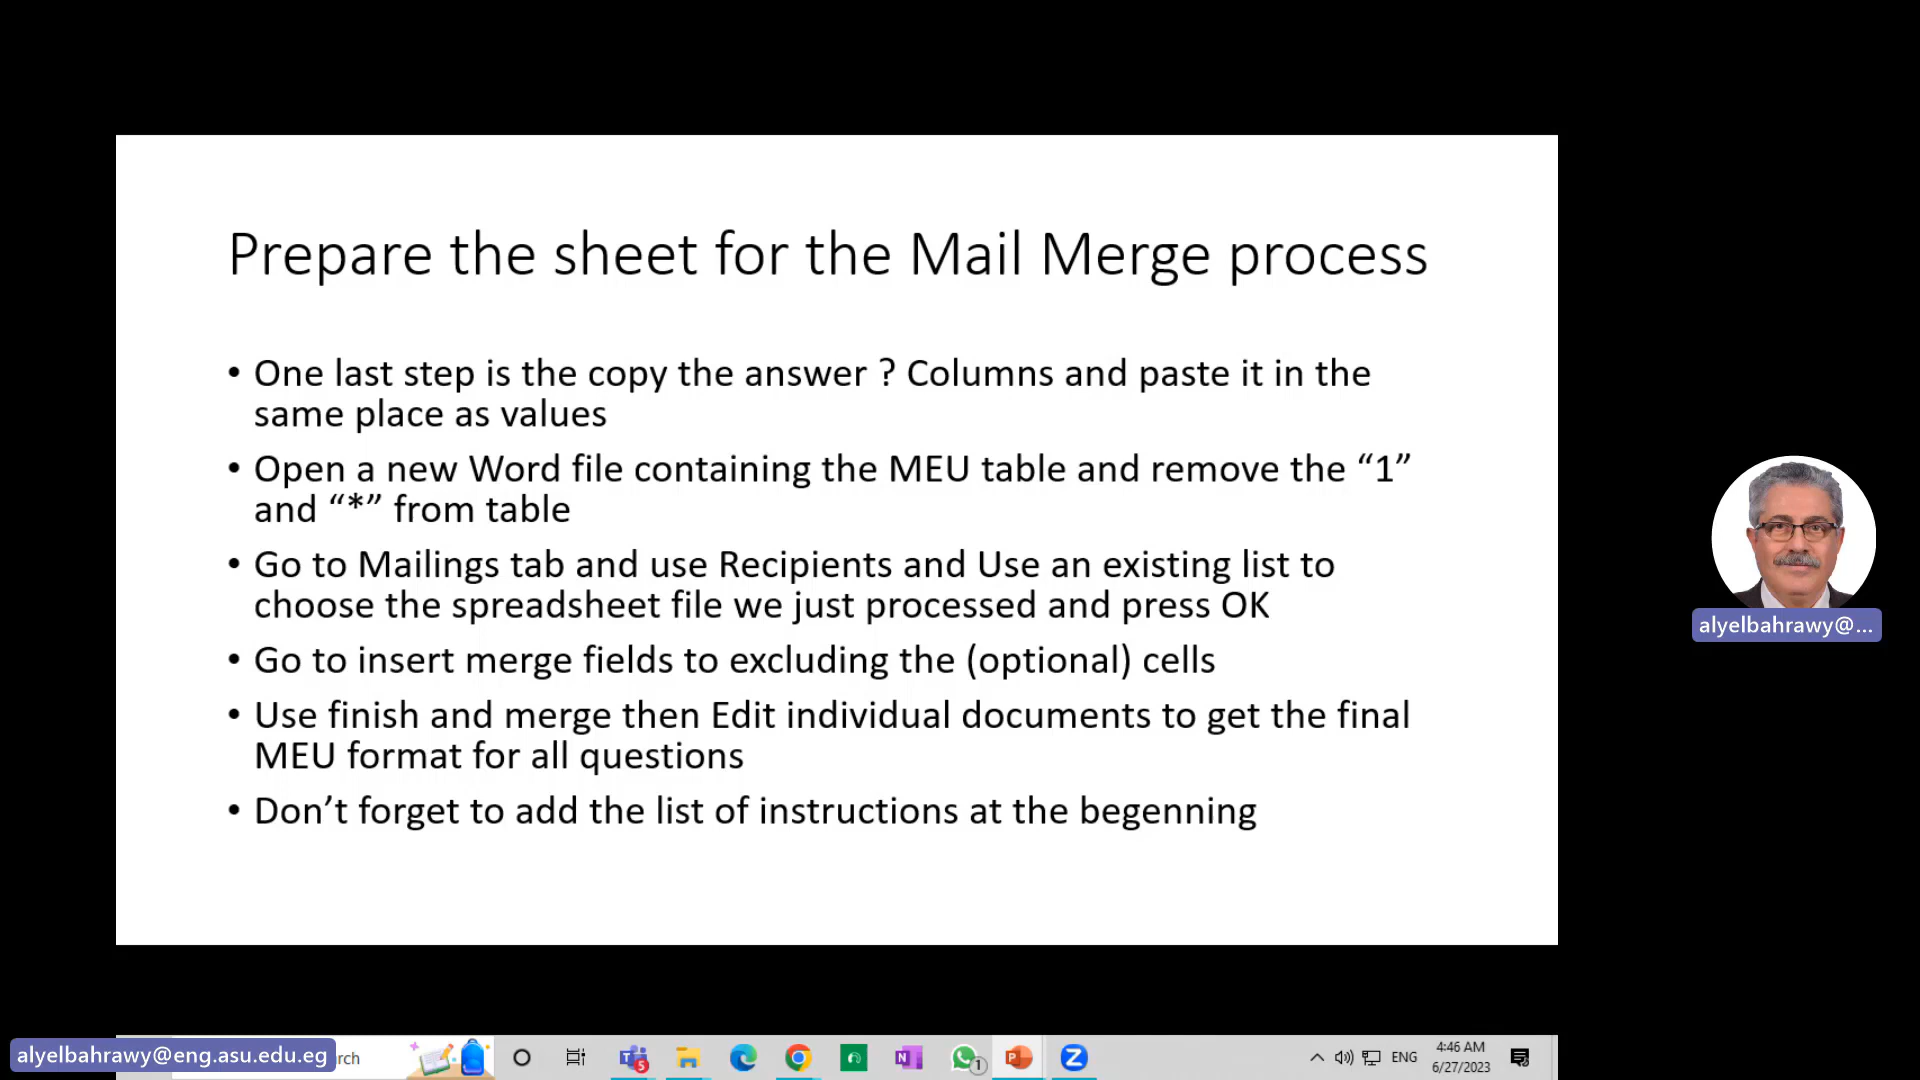 Prepare the sheet for the Mail Merge process
• One last step is the copy the answer ? Columns and paste it in the
same place as values
• Open a new Word file containing the MEU table and remove the “1”
and “*” from table
• Go to Mailings tab and use Recipients and Use an existing list to
choose the spreadsheet file we just processed and press OK
• Go to insert merge fields to excluding the (optional) cells
• Use finish and merge then Edit individual documents to get the final
MEU format for all questions
• Don’t forget to add the list of instructions at the begenning
alyelbahrawy@...
alyelbahrawy@eng.asu.edu.eg
rch
5
1
ENG
4:46 AM
6/27/2023